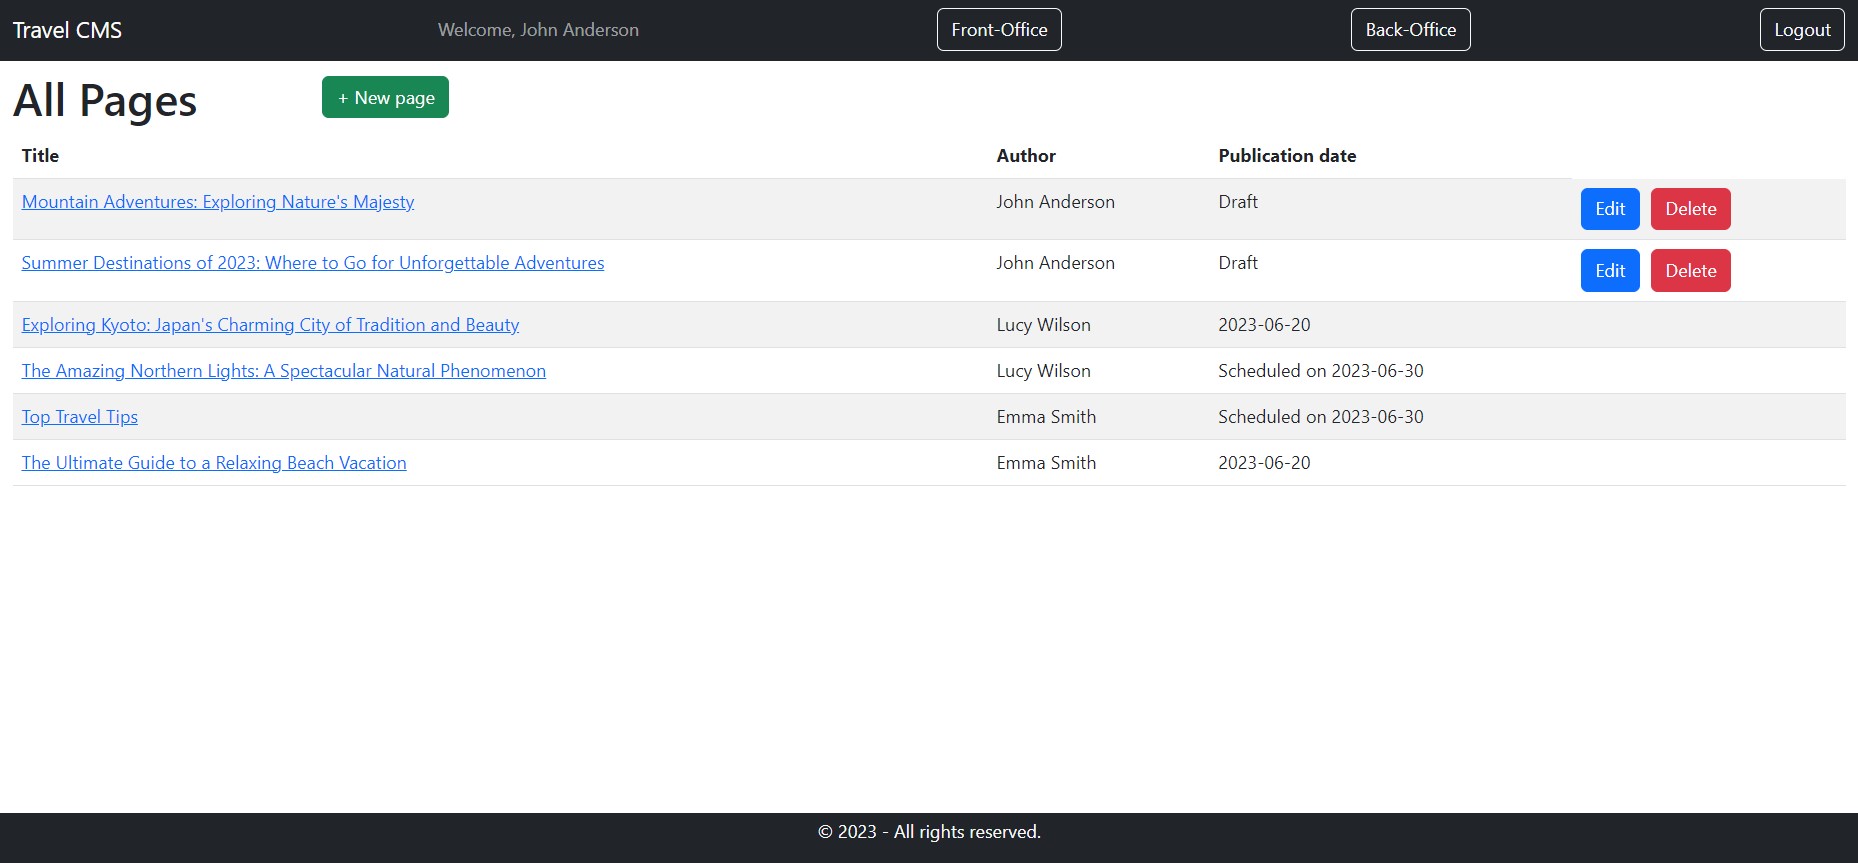 Travel CMS Welcome, John Anderson Front-Office Back-Office Logout
All Pages + New page
Title Author Publication date
Mountain Adventures: Exploring Nature's Majesty John Anderson Draft Edit Delete
Summer Destinations of 2023: Where to Go for Unforgettable Adventures John Anderson Draft Edit Delete
Exploring Kyoto: Japan's Charming City of Tradition and Beauty Lucy Wilson 2023-06-20
The Amazing Northern Lights: A Spectacular Natural Phenomenon Lucy Wilson Scheduled on 2023-06-30
Top Travel Tips Emma Smith Scheduled on 2023-06-30
The Ultimate Guide to a Relaxing Beach Vacation Emma Smith 2023-06-20
© 2023 - All rights reserved.